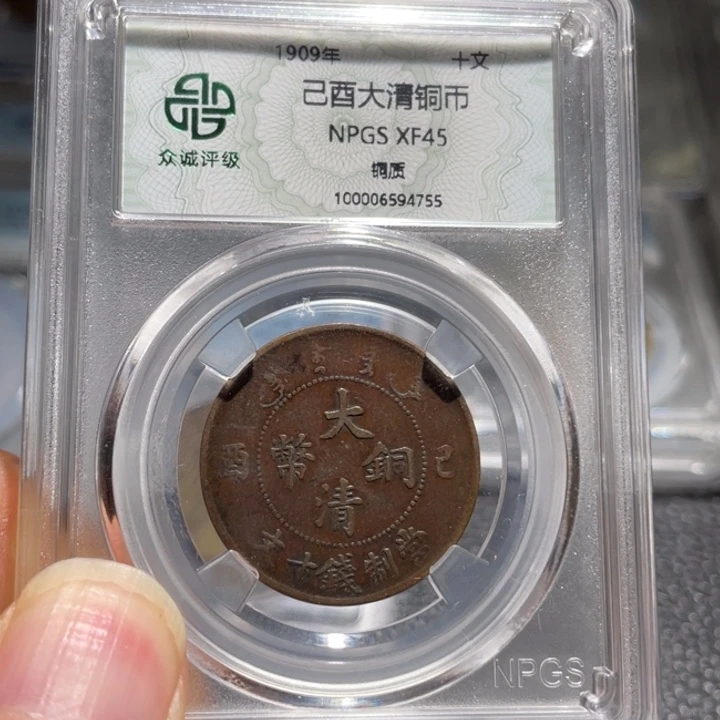 1909年 十文
己酉大清铜币
NPGS XF45
铜质
100006594755
众诚评级
大清
銅幣
己
酉
當制錢十文
NPGS